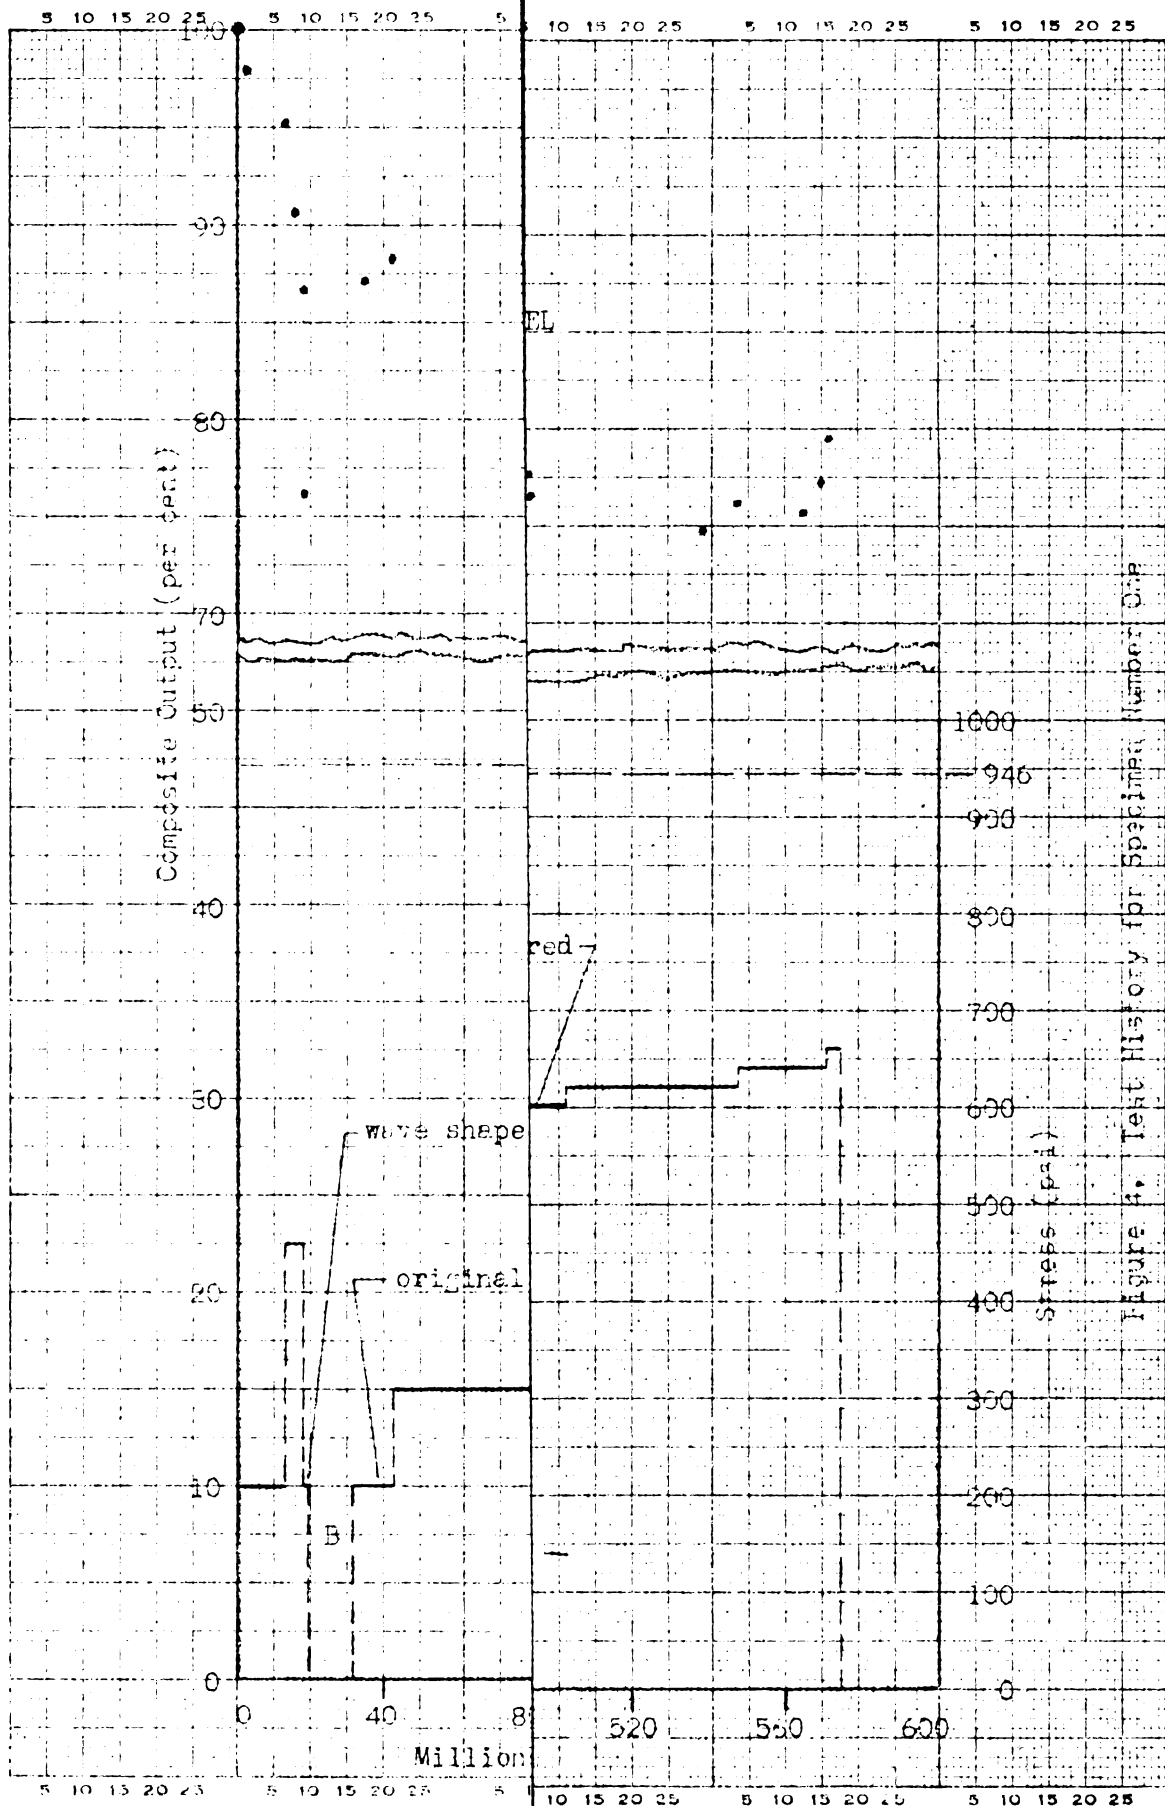 5 10 15 20 25 5 10 15 20 25 5 5 10 15 20 25 5 10 15 20 25 5 10 15 20 25
100
90
EL
80
Composite Output (per cent)
70
50
1000
946
900
40
800
red
700
30
600
wave shape
500
Stress (psi)
original
20
400
300
10
200
B
100
0
0
0 40 8 520 560 600
Million
5 10 15 20 25 5 10 15 20 25 5 10 15 20 25 5 10 15 20 25 5 10 15 20 25
Figure 4. Test History for Specimen Number One